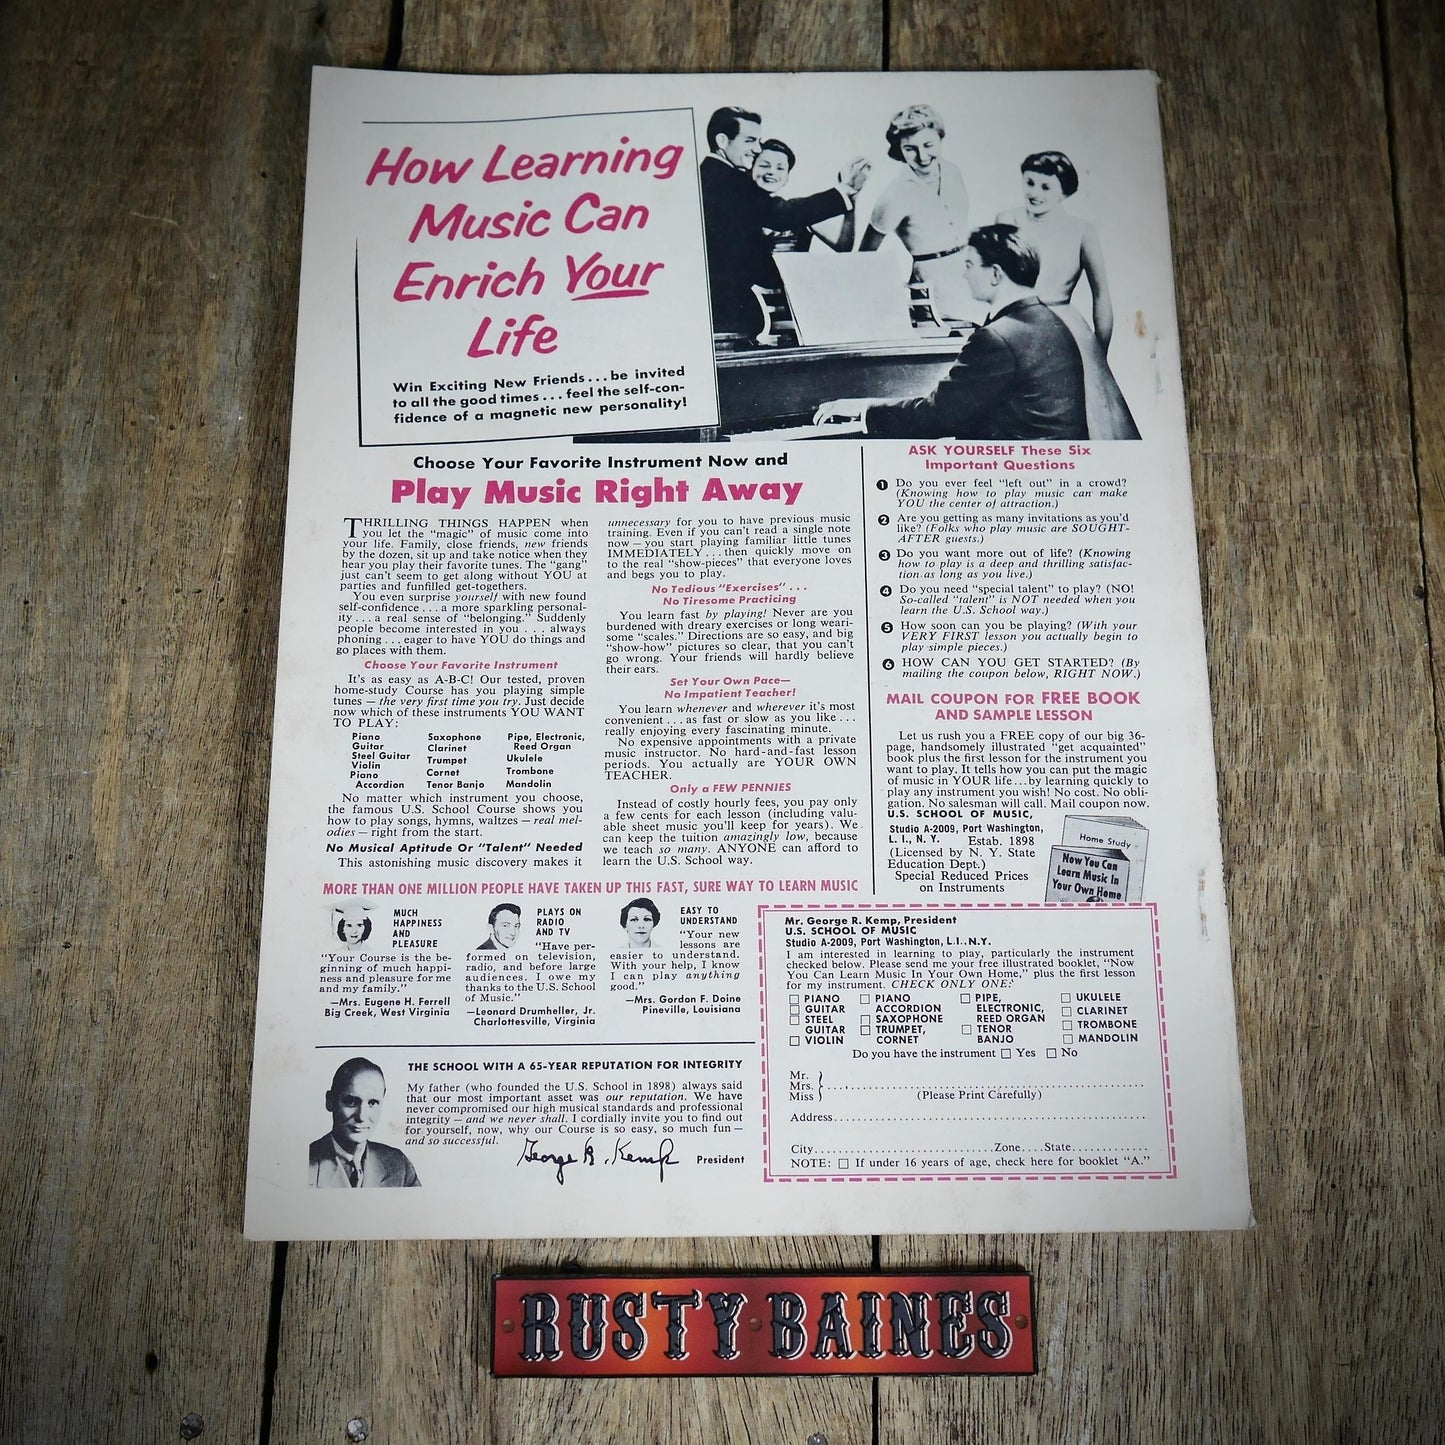 How Learning
Music Can
Enrich Your
Life
Win Exciting New Friends...be invited
to all the good times...feel the self-con-
fidence of a magnetic new personality!
Choose Your Favorite Instrument Now and
Play Music Right Away
THRILLING THINGS HAPPEN when
you let the "magic" of music come into
your life. Family, close friends, new friends
by the dozen, sit up and take notice when they
hear you play their favorite tunes. The "gang"
just can't seem to get along without YOU at
parties and funfilled get-togethers.
You even surprise yourself with new found
self-confidence...a more sparkling personal-
ity...a real sense of "belonging." Suddenly
people become interested in you...always
phoning...eager to have YOU do things and
go places with them.
Choose Your Favorite Instrument
It's as easy as A-B-C! Our tested, proven
home-study Course has you playing simple
tunes — the very first time you try. Just decide
now which of these instruments YOU WANT
TO PLAY:
Piano
Guitar
Steel Guitar
Violin
Piano
Accordion
Saxophone
Clarinet
Trumpet
Cornet
Tenor Banjo
Pipe, Electronic,
Reed Organ
Ukulele
Trombone
Mandolin
No matter which instrument you choose,
the famous U.S. School Course shows you
how to play songs, hymns, waltzes — real mel-
odies — right from the start.
No Musical Aptitude Or "Talent" Needed
This astonishing music discovery makes it
unnecessary for you to have previous music
training. Even if you can't read a single note
now — you start playing familiar little tunes
IMMEDIATELY...then quickly move on
to the real "show-pieces" that everyone loves
and begs you to play.
No Tedious "Exercises"...
No Tiresome Practicing
You learn fast by playing! Never are you
burdened with dreary exercises or long weari-
some "scales." Directions are so easy, and big
"show-how" pictures so clear, that you can't
go wrong. Your friends will hardly believe
their ears.
Set Your Own Pace—
No Impatient Teacher!
You learn whenever and wherever it's most
convenient...as fast or slow as you like...
really enjoying every fascinating minute.
No expensive appointments with a private
music instructor. No hard-and-fast lesson
periods. You actually are YOUR OWN
TEACHER.
Only a FEW PENNIES
Instead of costly hourly fees, you pay only
a few cents for each lesson (including valu-
able sheet music you'll keep for years). We
can keep the tuition amazingly low, because
we teach so many. ANYONE can afford to
learn the U.S. School way.
ASK YOURSELF These Six
Important Questions
1 Do you ever feel "left out" in a crowd?
(Knowing how to play music can make
YOU the center of attraction.)
2 Are you getting as many invitations as you'd
like? (Folks who play music are SOUGHT-
AFTER guests.)
3 Do you want more out of life? (Knowing
how to play is a deep and thrilling satisfac-
tion as long as you live.)
4 Do you need "special talent" to play? (NO!
So-called "talent" is NOT needed when you
learn the U.S. School way.)
5 How soon can you be playing? (With your
VERY FIRST lesson you actually begin to
play simple pieces.)
6 HOW CAN YOU GET STARTED? (By
mailing the coupon below, RIGHT NOW.)
MAIL COUPON FOR FREE BOOK
AND SAMPLE LESSON
Let us rush you a FREE copy of our big 36-
page, handsomely illustrated "get acquainted"
book plus the first lesson for the instrument you
want to play. It tells how you can put the magic
of music in YOUR life...by learning quickly to
play any instrument you wish! No cost. No obli-
gation. No salesman will call. Mail coupon now.
U.S. SCHOOL OF MUSIC,
Studio A-2009, Port Washington,
L. I., N. Y. Estab. 1898
(Licensed by N. Y. State
Education Dept.)
Special Reduced Prices
on Instruments
Home Study
Now You Can
Learn Music In
Your Own Home
MORE THAN ONE MILLION PEOPLE HAVE TAKEN UP THIS FAST, SURE WAY TO LEARN MUSIC
MUCH
HAPPINESS
AND
PLEASURE
"Your Course is the be-
ginning of much happi-
ness and pleasure for me
and my family."
—Mrs. Eugene H. Ferrell
Big Creek, West Virginia
PLAYS ON
RADIO
AND TV
"Have per-
formed on television,
radio, and before large
audiences. I owe my
thanks to the U.S. School
of Music."
—Leonard Drumheller, Jr.
Charlottesville, Virginia
EASY TO
UNDERSTAND
"Your new
lessons are
easier to understand.
With your help, I know
I can play anything
good."
—Mrs. Gordon F. Doine
Pineville, Louisiana
THE SCHOOL WITH A 65-YEAR REPUTATION FOR INTEGRITY
My father (who founded the U.S. School in 1898) always said
that our most important asset was our reputation. We have
never compromised our high musical standards and professional
integrity — and we never shall. I cordially invite you to find out
for yourself, now, why our Course is so easy, so much fun —
and so successful.
George R. Kemp President
Mr. George R. Kemp, President
U.S. SCHOOL OF MUSIC
Studio A-2009, Port Washington, L.I., N.Y.
I am interested in learning to play, particularly the instrument
checked below. Please send me your free illustrated booklet, "Now
You Can Learn Music In Your Own Home," plus the first lesson
for my instrument. CHECK ONLY ONE:
PIANO
GUITAR
STEEL
GUITAR
VIOLIN
PIANO
ACCORDION
SAXOPHONE
TRUMPET,
CORNET
PIPE,
ELECTRONIC,
REED ORGAN
TENOR
BANJO
UKULELE
CLARINET
TROMBONE
MANDOLIN
Do you have the instrument Yes No
Mr.
Mrs.
Miss (Please Print Carefully)
Address
City Zone State
NOTE: If under 16 years of age, check here for booklet "A."
RUSTY BAINES